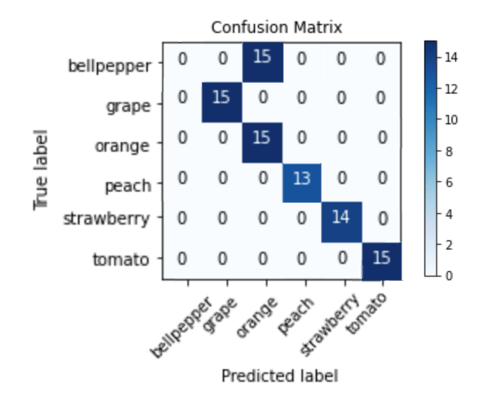 Confusion Matrix
bellpepper 0 0 15 0 0 0
grape 0 15 0 0 0 0
orange 0 0 15 0 0 0
peach 0 0 0 13 0 0
strawberry 0 0 0 0 14 0
tomato 0 0 0 0 0 15
True label
bellpepper grape orange peach strawberry tomato
Predicted label
14
12
10
8
6
4
2
0